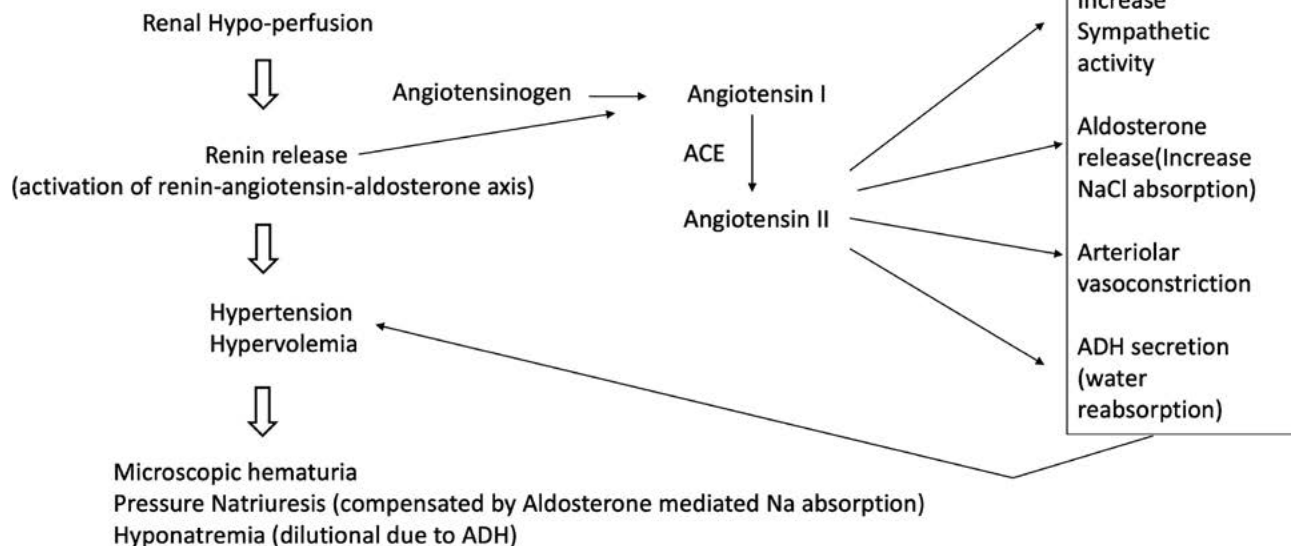 Renal Hypo-perfusion
Renin release
(activation of renin-angiotensin-aldosterone axis)
Hypertension
Hypervolemia
Microscopic hematuria
Pressure Natriuresis (compensated by Aldosterone mediated Na absorption)
Hyponatremia (dilutional due to ADH)
Angiotensinogen
Angiotensin I
ACE
Angiotensin II
Increase
Sympathetic
activity
Aldosterone
release(Increase
NaCl absorption)
Arteriolar
vasoconstriction
ADH secretion
(water
reabsorption)